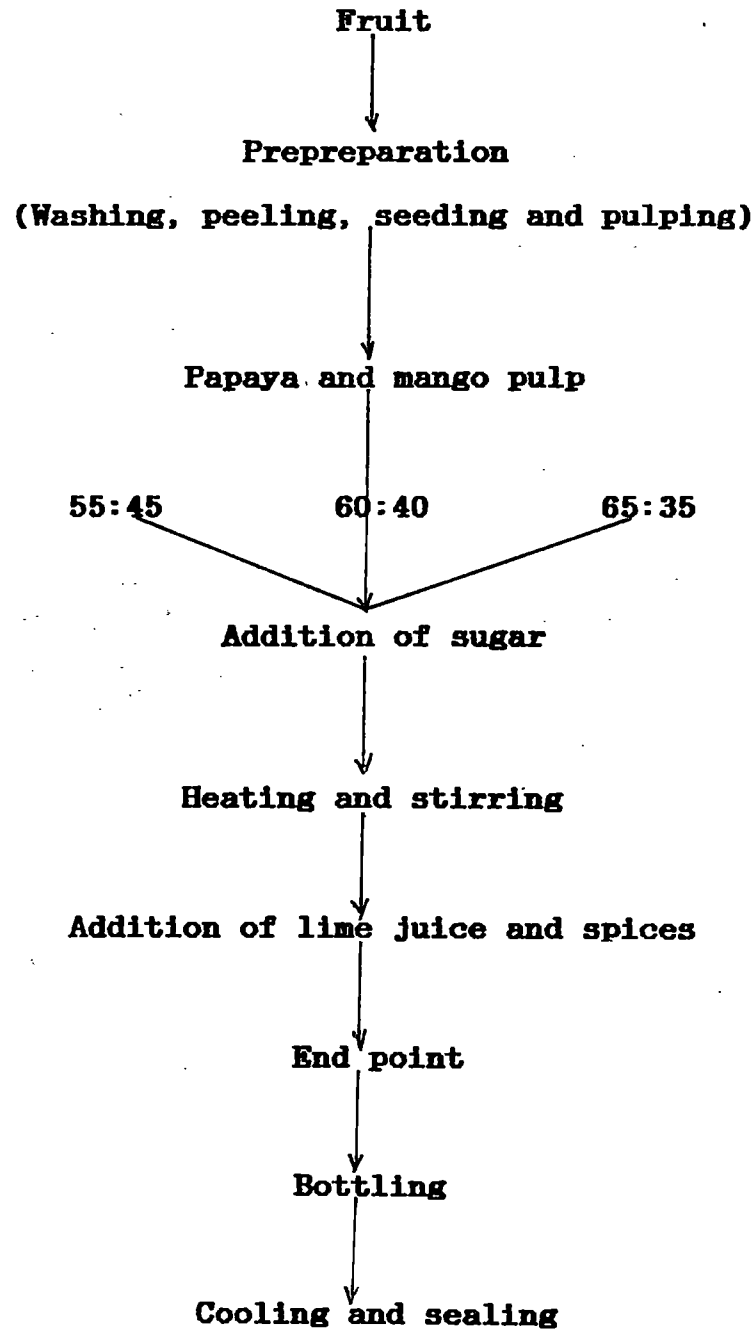 Fruit
Prepreparation
(Washing, peeling, seeding and pulping)
Papaya and mango pulp
55:45 60:40 65:35
Addition of sugar
Heating and stirring
Addition of lime juice and spices
End point
Bottling
Cooling and sealing